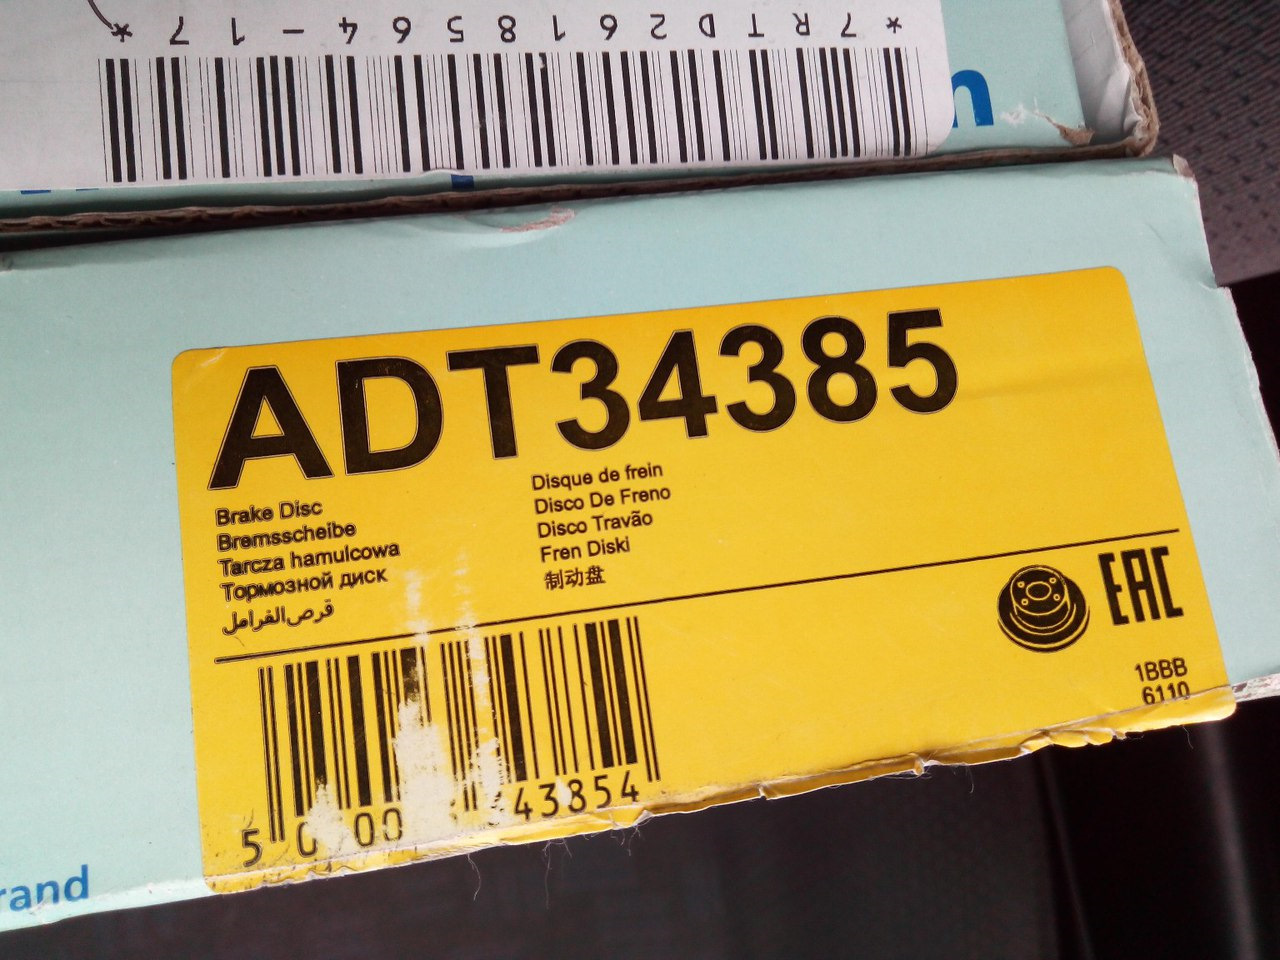 *7RTD2618564-17*
ADT34385
Brake Disc
Bremsscheibe
Tarcza hamulcowa
Тормозной диск
قرص الفرامل
Disque de frein
Disco De Freno
Disco Travão
Fren Diski
制动盘
EAC
1BBB
6110
43854